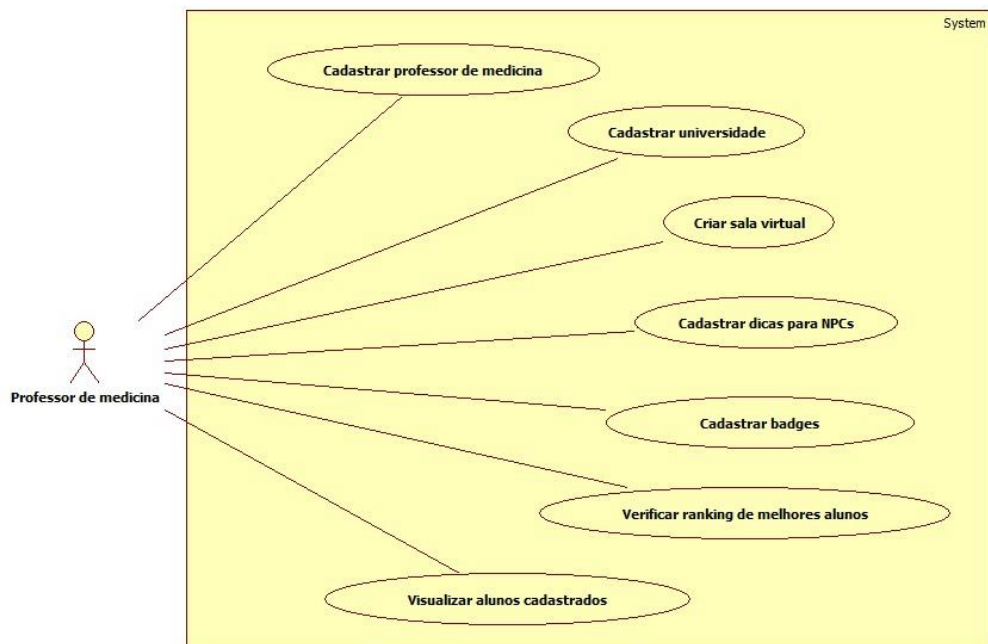 System
Cadastrar professor de medicina
Cadastrar universidade
Criar sala virtual
Cadastrar dicas para NPCs
Professor de medicina
Cadastrar badges
Verificar ranking de melhores alunos
Visualizar alunos cadastrados